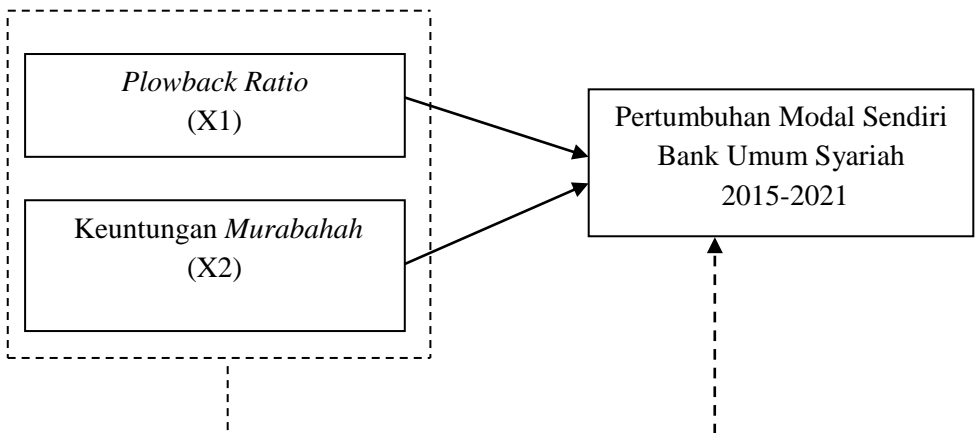 Plowback Ratio
(X1)
Pertumbuhan Modal Sendiri
Bank Umum Syariah
2015-2021
Keuntungan Murabahah
(X2)